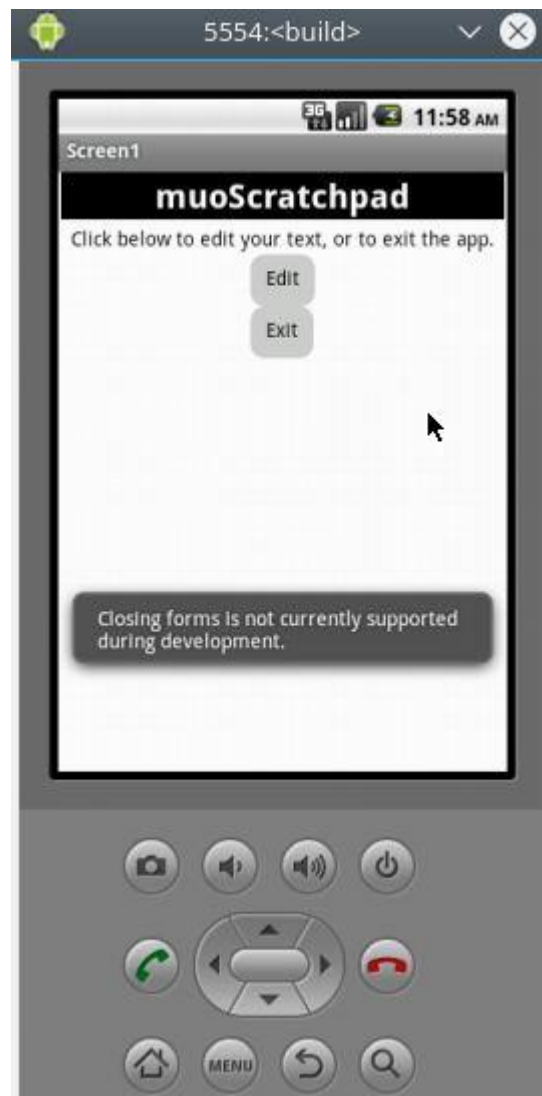 5554:<build>
3G
11:58 AM
Screen1
muoScratchpad
Click below to edit your text, or to exit the app.
Edit
Exit
Closing forms is not currently supported
during development.
MENU